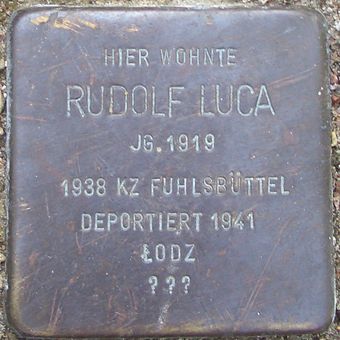 HIER WOHNTE
RUDOLF LUCA
JG. 1919
1938 KZ FUHLSBÜTTEL
DEPORTIERT 1941
ŁODZ
???